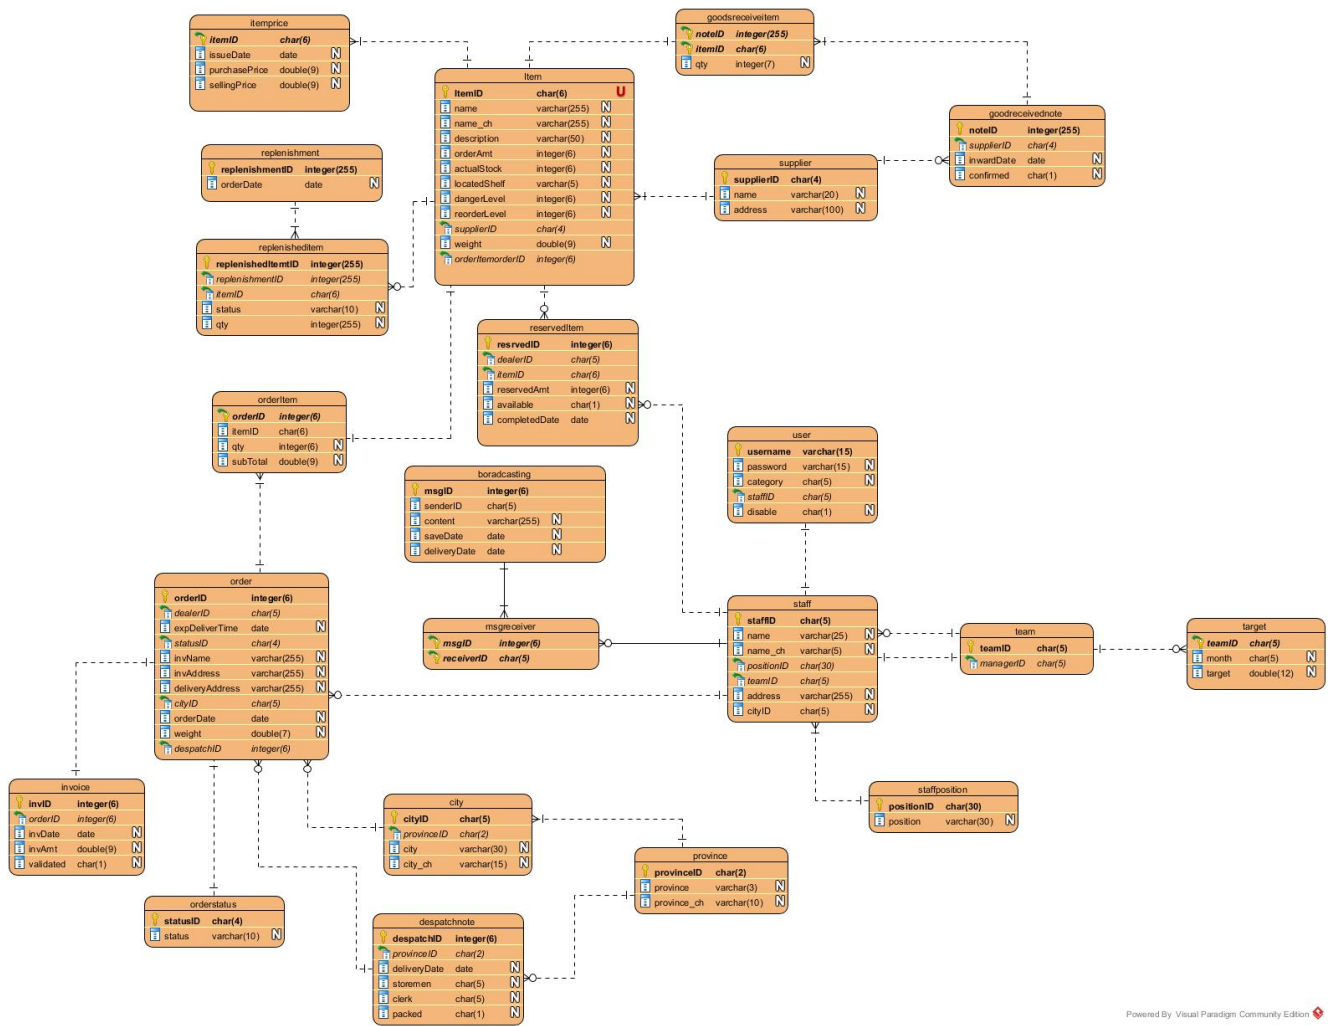 itemprice
itemID char(6)
issueDate date N
purchasePrice double(9) N
sellingPrice double(9) N
goodsreceiveitem
noteID integer(255)
itemID char(6)
qty integer(7) N
Item
ItemID char(6) U
name varchar(255) N
name_ch varchar(255) N
description varchar(50) N
orderAmt integer(6) N
actualStock integer(6) N
locatedShelf varchar(5) N
dangerLevel integer(6) N
reorderLevel integer(6) N
supplierID char(4)
weight double(9) N
orderItemorderID integer(6)
goodreceivednote
noteID integer(255)
supplierID char(4)
inwardDate date N
confirmed char(1) N
replenishment
replenishmentID integer(255)
orderDate date N
supplier
supplierID char(4)
name varchar(20) N
address varchar(100) N
replenisheditem
replenishedItemtID integer(255)
replenishmentID integer(255)
itemID char(6)
status varchar(10) N
qty integer(255) N
reservedItem
resrvedID integer(6)
dealerID char(5)
itemID char(6)
reservedAmt integer(6) N
available char(1) N
completedDate date N
orderItem
orderID integer(6)
itemID char(6)
qty integer(6) N
subTotal double(9) N
user
username varchar(15)
password varchar(15) N
category char(5) N
staffID char(5)
disable char(1) N
boradcasting
msgID integer(6)
senderID char(5)
content varchar(255) N
saveDate date N
deliveryDate date N
order
orderID integer(6)
dealerID char(5)
expDeliverTime date N
statusID char(4)
invName varchar(255) N
invAddress varchar(255) N
deliveryAddress varchar(255) N
cityID char(5)
orderDate date N
weight double(7) N
despatchID integer(6)
msgreceiver
msgID integer(6)
receiverID char(5)
staff
staffID char(5)
name varchar(25) N
name_ch varchar(5) N
positionID char(30)
teamID char(5)
address varchar(255) N
cityID char(5) N
team
teamID char(5)
managerID char(5)
target
teamID char(5)
month char(5) N
target double(12) N
invoice
invID integer(6)
orderID integer(6)
invDate date N
invAmt double(9) N
validated char(1) N
city
cityID char(5)
provinceID char(2)
city varchar(30) N
city_ch varchar(15) N
staffposition
positionID char(30)
position varchar(30) N
province
provinceID char(2)
province varchar(3) N
province_ch varchar(10) N
orderstatus
statusID char(4)
status varchar(10) N
despatchnote
despatchID integer(6)
provinceID char(2)
deliveryDate date N
storemen char(5) N
clerk char(5) N
packed char(1) N
Powered By Visual Paradigm Community Edition